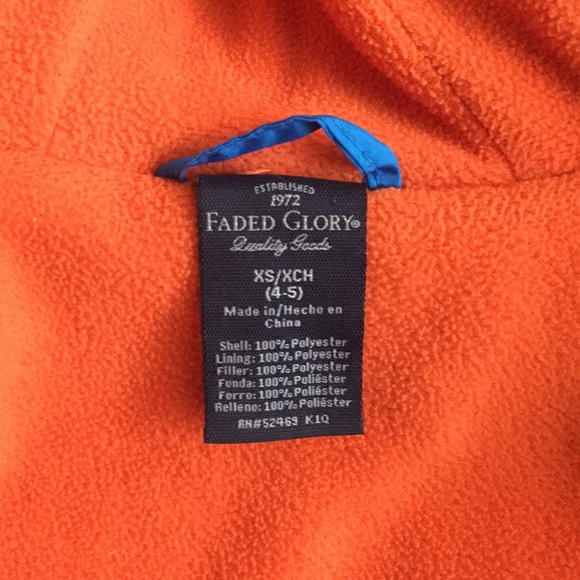 ESTABLISHED
1972
FADED GLORY®
Quality Goods
XS/XCH
(4-5)
Made in/Hecho en
China
Shell: 100% Polyester
Lining: 100% Polyester
Filler: 100% Polyester
Funda: 100% Poliéster
Forro: 100% Poliéster
Relleno: 100% Poliéster
RN#52469 K1Q